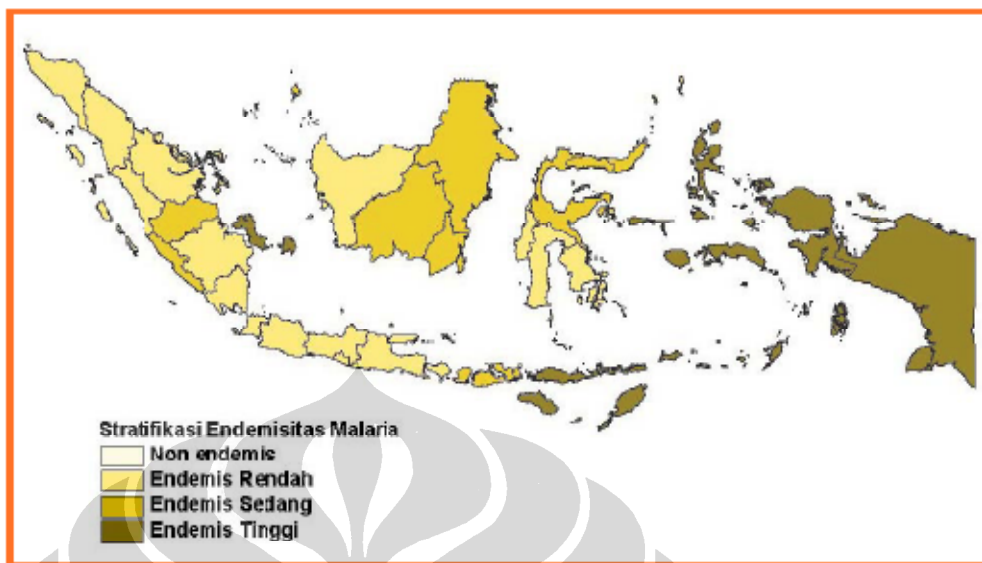 Stratifikasi Endemisitas Malaria
Non endemis
Endemis Rendah
Endemis Sedang
Endemis Tinggi